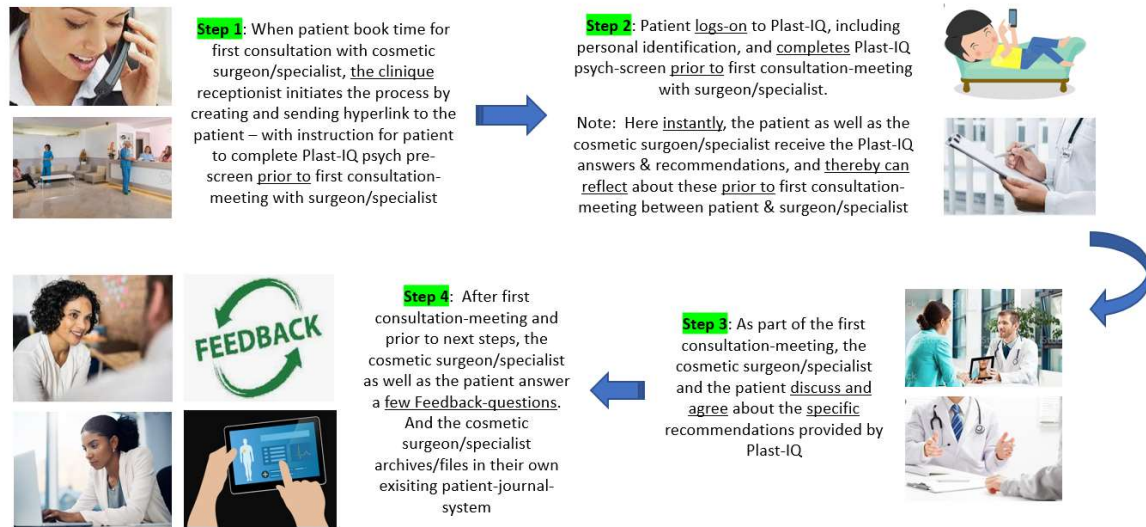 Step 1: When patient book time for
first consultation with cosmetic
surgeon/specialist, the clinique
receptionist initiates the process by
creating and sending hyperlink to the
patient – with instruction for patient
to complete Plast-IQ psych pre-
screen prior to first consultation-
meeting with surgeon/specialist
Step 2: Patient logs-on to Plast-IQ, including
personal identification, and completes Plast-IQ
psych-screen prior to first consultation-meeting
with surgeon/specialist.
Note: Here instantly, the patient as well as the
cosmetic surgoen/specialist receive the Plast-IQ
answers & recommendations, and thereby can
reflect about these prior to first consultation-
meeting between patient & surgeon/specialist
Step 3: As part of the first
consultation-meeting, the
cosmetic surgeon/specialist
and the patient discuss and
agree about the specific
recommendations provided by
Plast-IQ
Step 4: After first
consultation-meeting and
prior to next steps, the
cosmetic surgeon/specialist
as well as the patient answer
a few Feedback-questions.
And the cosmetic
surgeon/specialist
archives/files in their own
exisiting patient-journal-
system
FEEDBACK